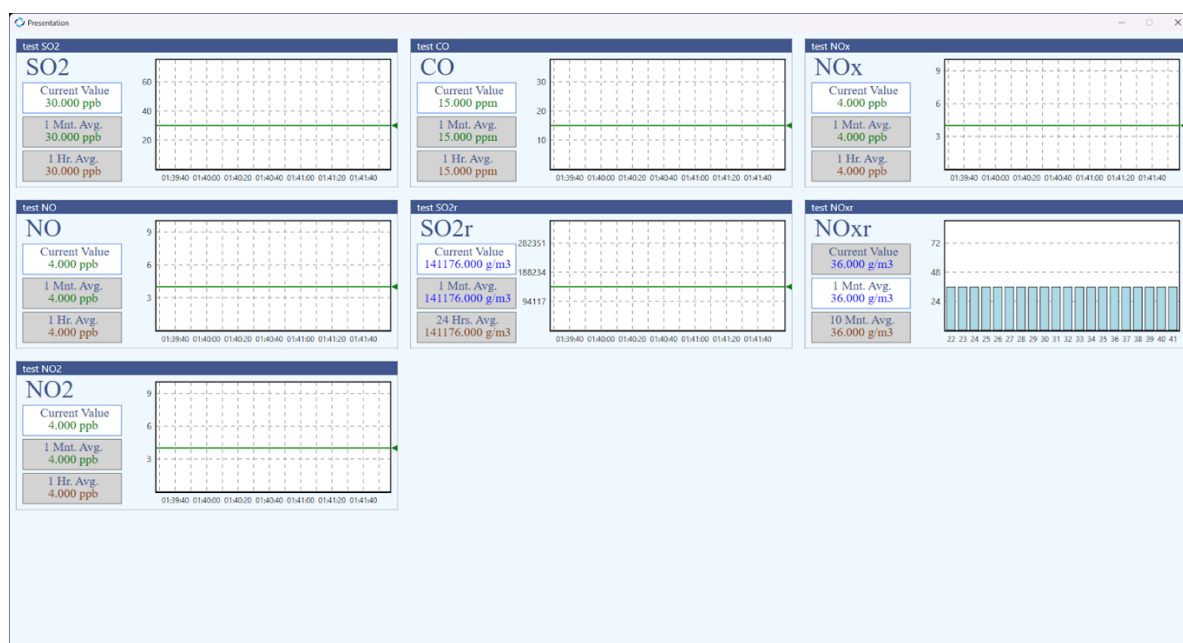 Presentation
test SO2
SO2
Current Value
30.000 ppb
1 Mnt. Avg.
30.000 ppb
1 Hr. Avg.
30.000 ppb
60
40
20
01:39:40 01:40:00 01:40:20 01:40:40 01:41:00 01:41:20 01:41:40
test CO
CO
Current Value
15.000 ppm
1 Mnt. Avg.
15.000 ppm
1 Hr. Avg.
15.000 ppm
30
20
10
01:39:40 01:40:00 01:40:20 01:40:40 01:41:00 01:41:20 01:41:40
test NOx
NOx
Current Value
4.000 ppb
1 Mnt. Avg.
4.000 ppb
1 Hr. Avg.
4.000 ppb
9
6
3
01:39:40 01:40:00 01:40:20 01:40:40 01:41:00 01:41:20 01:41:40
test NO
NO
Current Value
4.000 ppb
1 Mnt. Avg.
4.000 ppb
1 Hr. Avg.
4.000 ppb
9
6
3
01:39:40 01:40:00 01:40:20 01:40:40 01:41:00 01:41:20 01:41:40
test SO2r
SO2r
Current Value
141176.000 g/m3
1 Mnt. Avg.
141176.000 g/m3
24 Hrs. Avg.
141176.000 g/m3
282351
188234
94117
01:39:40 01:40:00 01:40:20 01:40:40 01:41:00 01:41:20 01:41:40
test NOxr
NOxr
Current Value
36.000 g/m3
1 Mnt. Avg.
36.000 g/m3
10 Mnt. Avg.
36.000 g/m3
72
48
24
22 23 24 25 26 27 28 29 30 31 32 33 34 35 36 37 38 39 40 41
test NO2
NO2
Current Value
4.000 ppb
1 Mnt. Avg.
4.000 ppb
1 Hr. Avg.
4.000 ppb
9
6
3
01:39:40 01:40:00 01:40:20 01:40:40 01:41:00 01:41:20 01:41:40